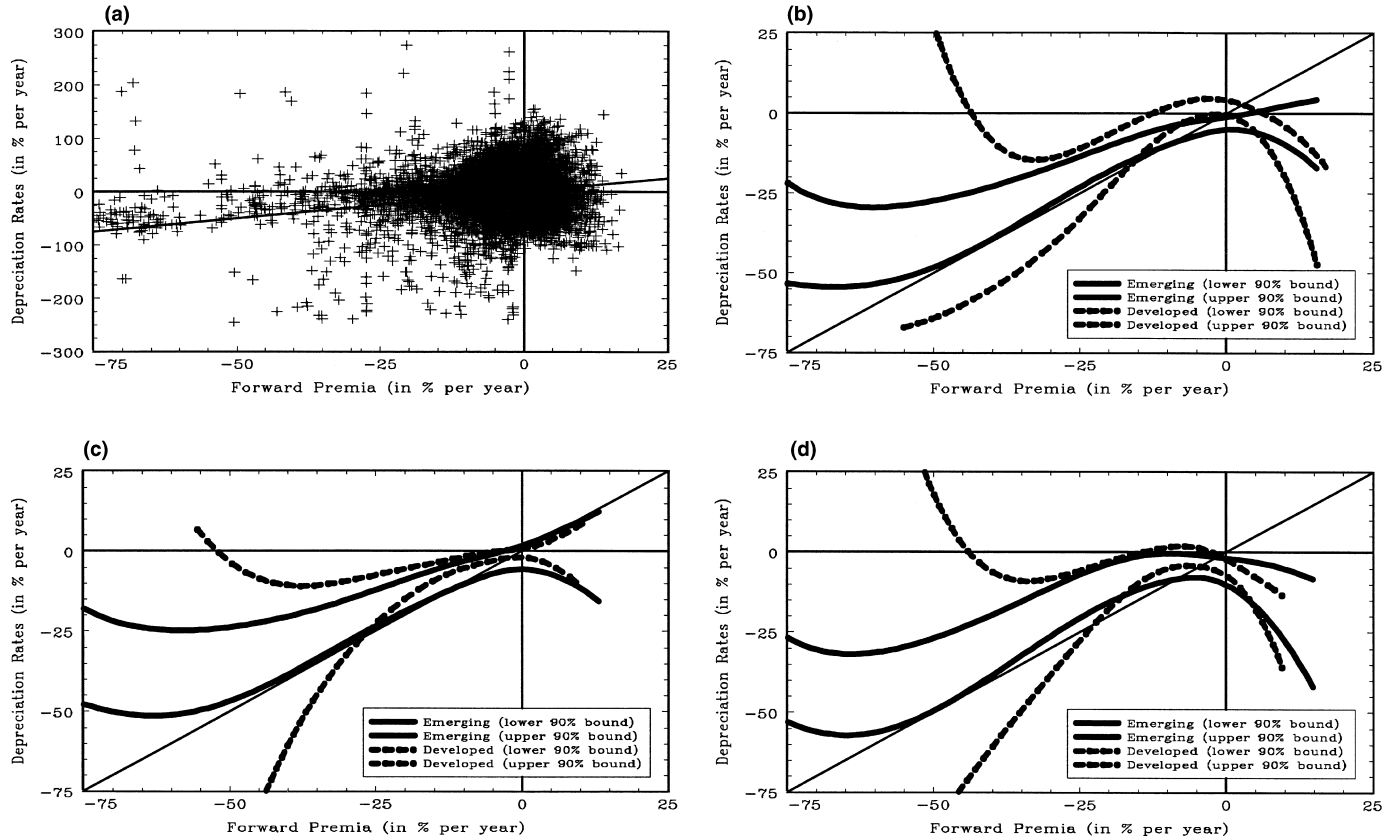 (a)
300
200
100
0
−100
−200
−300
Depreciation Rates (in % per year)
−75 −50 −25 0 25
Forward Premia (in % per year)
(b)
25
0
−25
−50
−75
Depreciation Rates (in % per year)
Emerging (lower 90% bound)
Emerging (upper 90% bound)
Developed (lower 90% bound)
Developed (upper 90% bound)
−75 −50 −25 0 25
Forward Premia (in % per year)
(c)
25
0
−25
−50
−75
Depreciation Rates (in % per year)
Emerging (lower 90% bound)
Emerging (upper 90% bound)
Developed (lower 90% bound)
Developed (upper 90% bound)
−75 −50 −25 0 25
Forward Premia (in % per year)
(d)
25
0
−25
−50
−75
Depreciation Rates (in % per year)
Emerging (lower 90% bound)
Emerging (upper 90% bound)
Developed (lower 90% bound)
Developed (upper 90% bound)
−75 −50 −25 0 25
Forward Premia (in % per year)